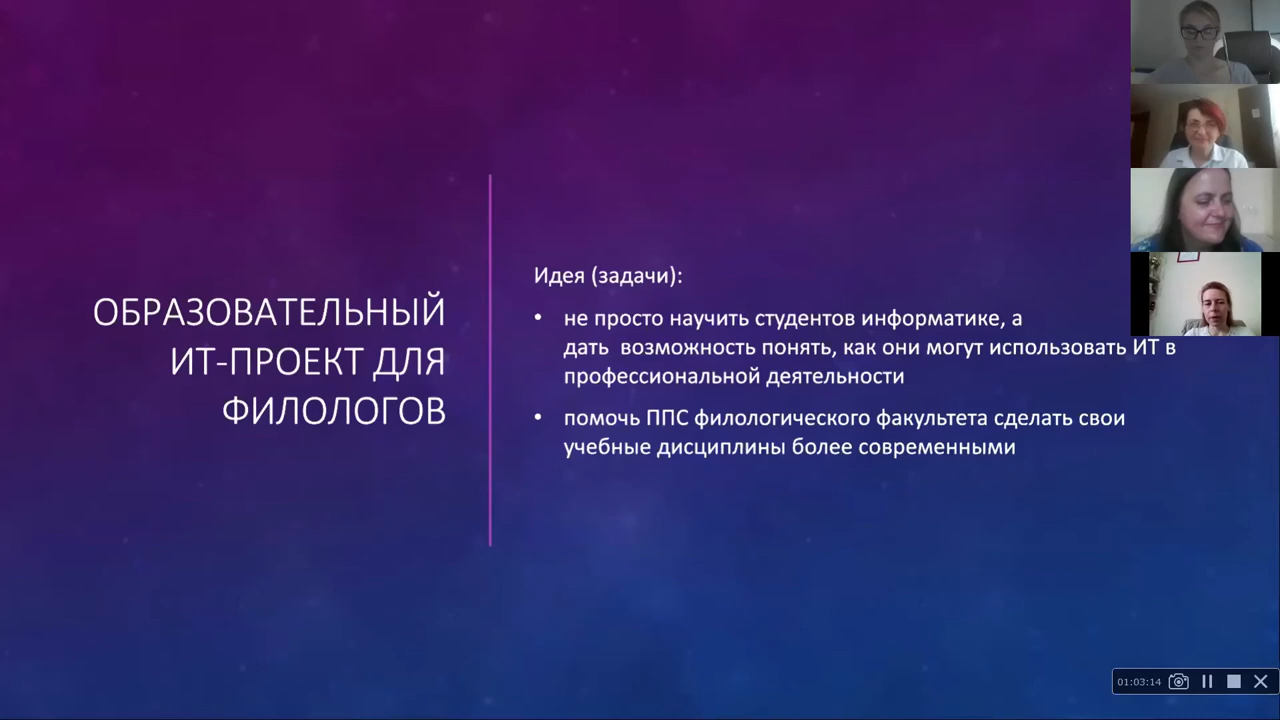 ОБРАЗОВАТЕЛЬНЫЙ
ИТ-ПРОЕКТ ДЛЯ
ФИЛОЛОГОВ
Идея (задачи):
• не просто научить студентов информатике, а
дать  возможность понять, как они могут использовать ИТ в
профессиональной деятельности
• помочь ППС филологического факультета сделать свои
учебные дисциплины более современными
01:03:14